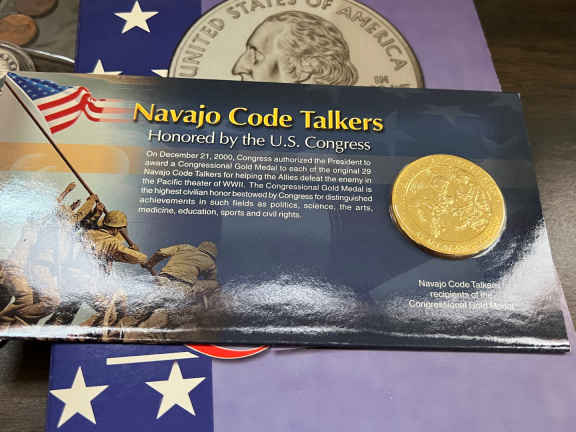 UNITED STATES OF AMERICA
Navajo Code Talkers
Honored by the U.S. Congress
On December 21, 2000, Congress authorized the President to
award a Congressional Gold Medal to each of the original 29
Navajo Code Talkers for helping the Allies defeat the enemy in
the Pacific theater of WWII. The Congressional Gold Medal is
the highest civilian honor bestowed by Congress for distinguished
achievements in such fields as politics, science, the arts,
medicine, education, sports and civil rights.
Navajo Code Talkers
recipients of the
Congressional Gold Medal